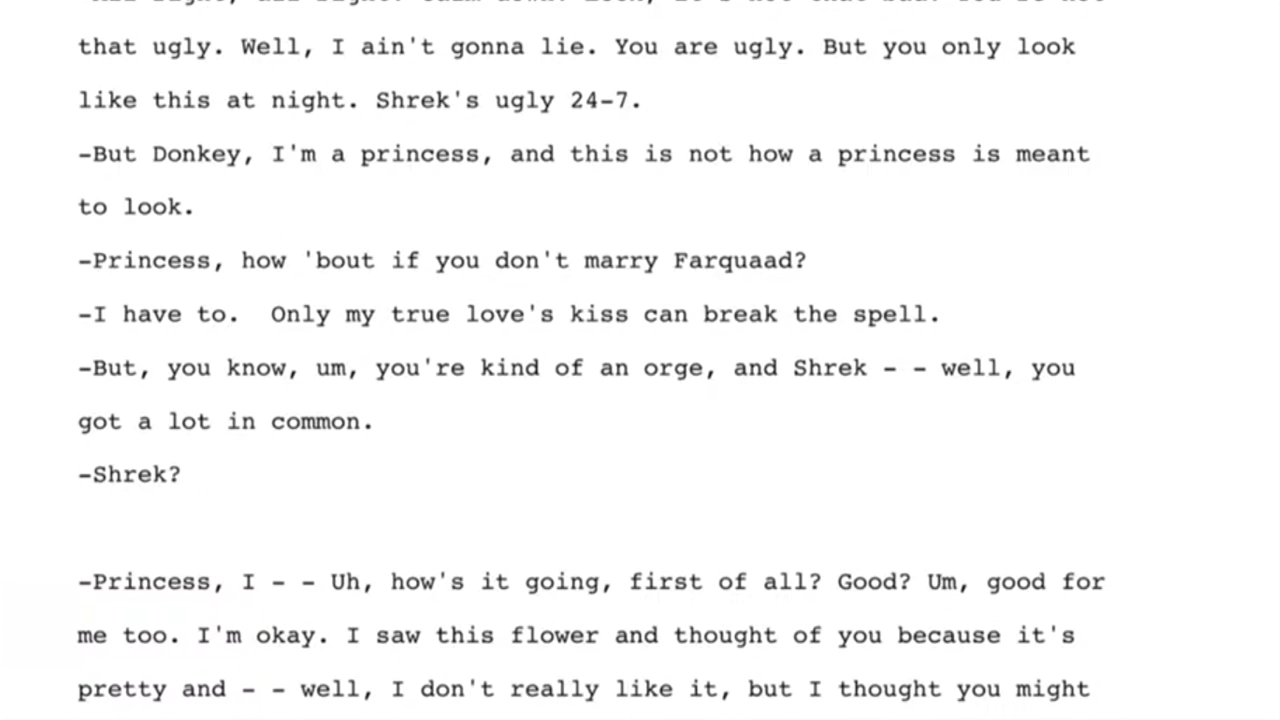 that ugly. Well, I ain't gonna lie. You are ugly. But you only look
like this at night. Shrek's ugly 24-7.
-But Donkey, I'm a princess, and this is not how a princess is meant
to look.
-Princess, how 'bout if you don't marry Farquaad?
-I have to.  Only my true love's kiss can break the spell.
-But, you know, um, you're kind of an orge, and Shrek - - well, you
got a lot in common.
-Shrek?
-Princess, I - - Uh, how's it going, first of all? Good? Um, good for
me too. I'm okay. I saw this flower and thought of you because it's
pretty and - - well, I don't really like it, but I thought you might